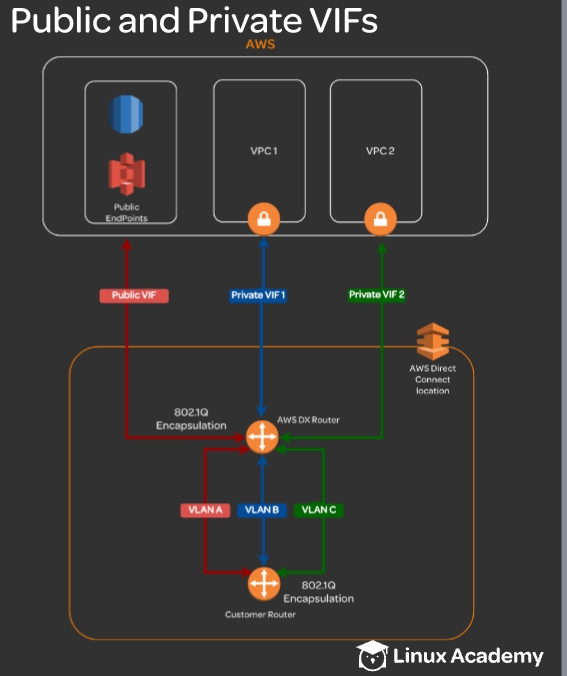 Public and Private VIFs
AWS
VPC 1
VPC 2
Public
EndPoints
Public VIF
Private VIF 1
Private VIF 2
AWS Direct
Connect
location
802.1Q
Encapsulation
AWS DX Router
VLAN A
VLAN B
VLAN C
802.1Q
Encapsulation
Customer Router
Linux Academy